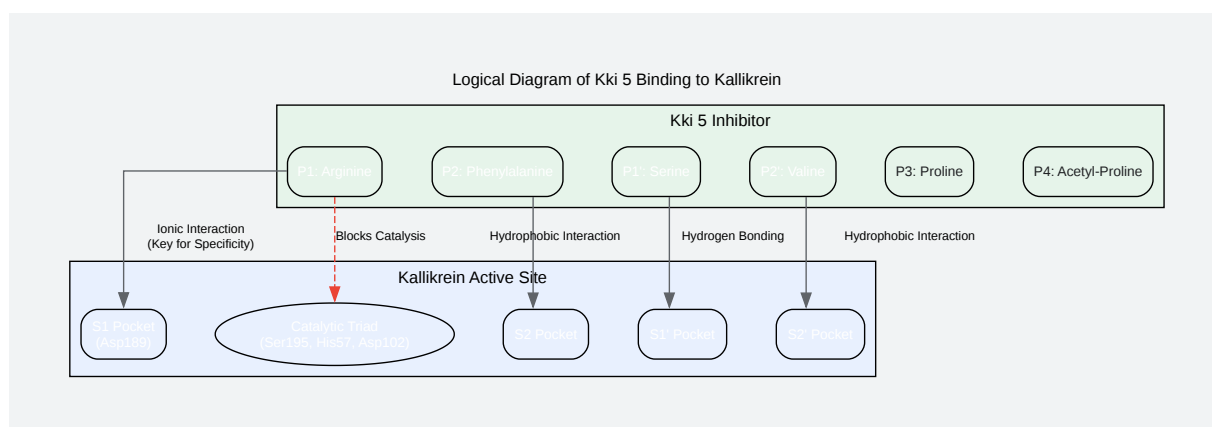 Logical Diagram of Kki 5 Binding to Kallikrein
Kki 5 Inhibitor
P1: Arginine
P2: Phenylalanine
P1': Serine
P2': Valine
P3: Proline
P4: Acetyl-Proline
Ionic Interaction
(Key for Specificity)
Blocks Catalysis
Hydrophobic Interaction
Hydrogen Bonding
Hydrophobic Interaction
Kallikrein Active Site
S1 Pocket
(Asp189)
Catalytic Triad
(Ser195, His57, Asp102)
S2 Pocket
S1' Pocket
S2' Pocket